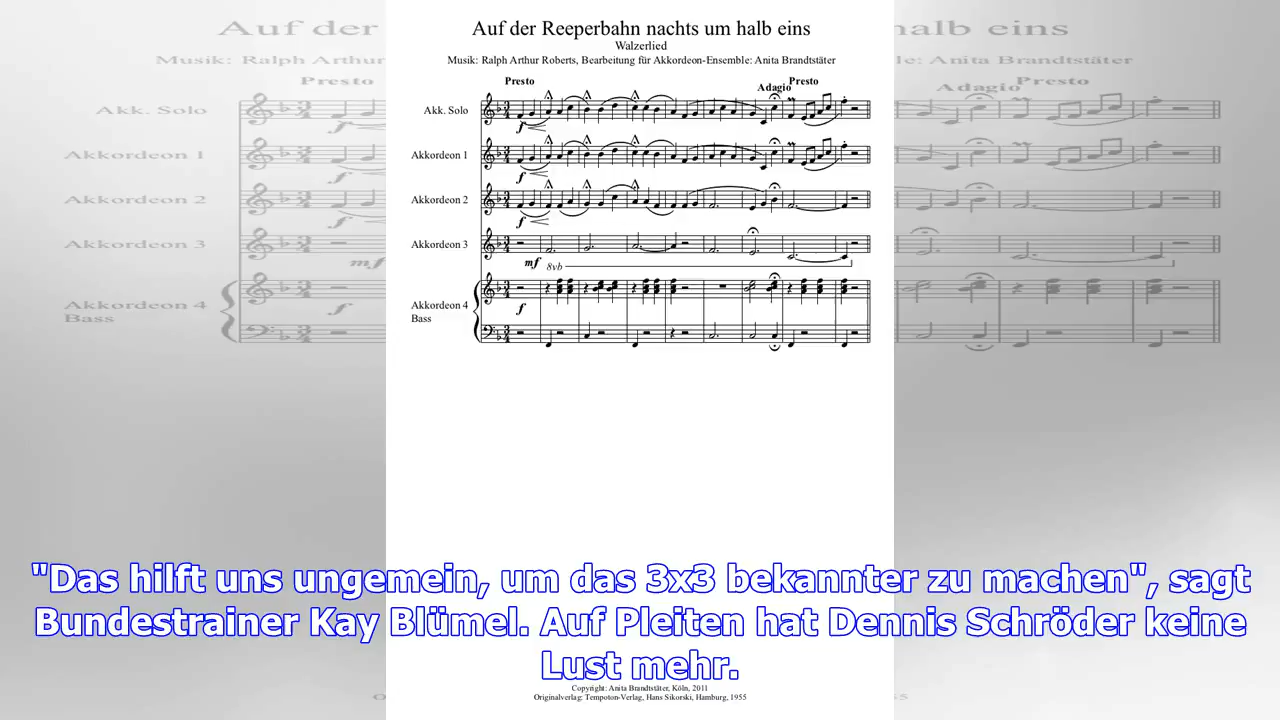 Auf der Reeperbahn nachts um halb eins
Walzerlied
Musik: Ralph Arthur Roberts, Bearbeitung für Akkordeon-Ensemble: Anita Brandtstäter
Presto
Adagio
Presto
Akk. Solo
f
Akkordeon 1
f
Akkordeon 2
f
Akkordeon 3
mf
8vb
Akkordeon 4
Bass
f
"Das hilft uns ungemein, um das 3x3 bekannter zu machen", sagt
Bundestrainer Kay Blümel. Auf Pleiten hat Dennis Schröder keine
Lust mehr.
Copyright: Anita Brandtstäter, Köln, 2011
Originalverlag: Tempoton-Verlag, Hans Sikorski, Hamburg, 1955